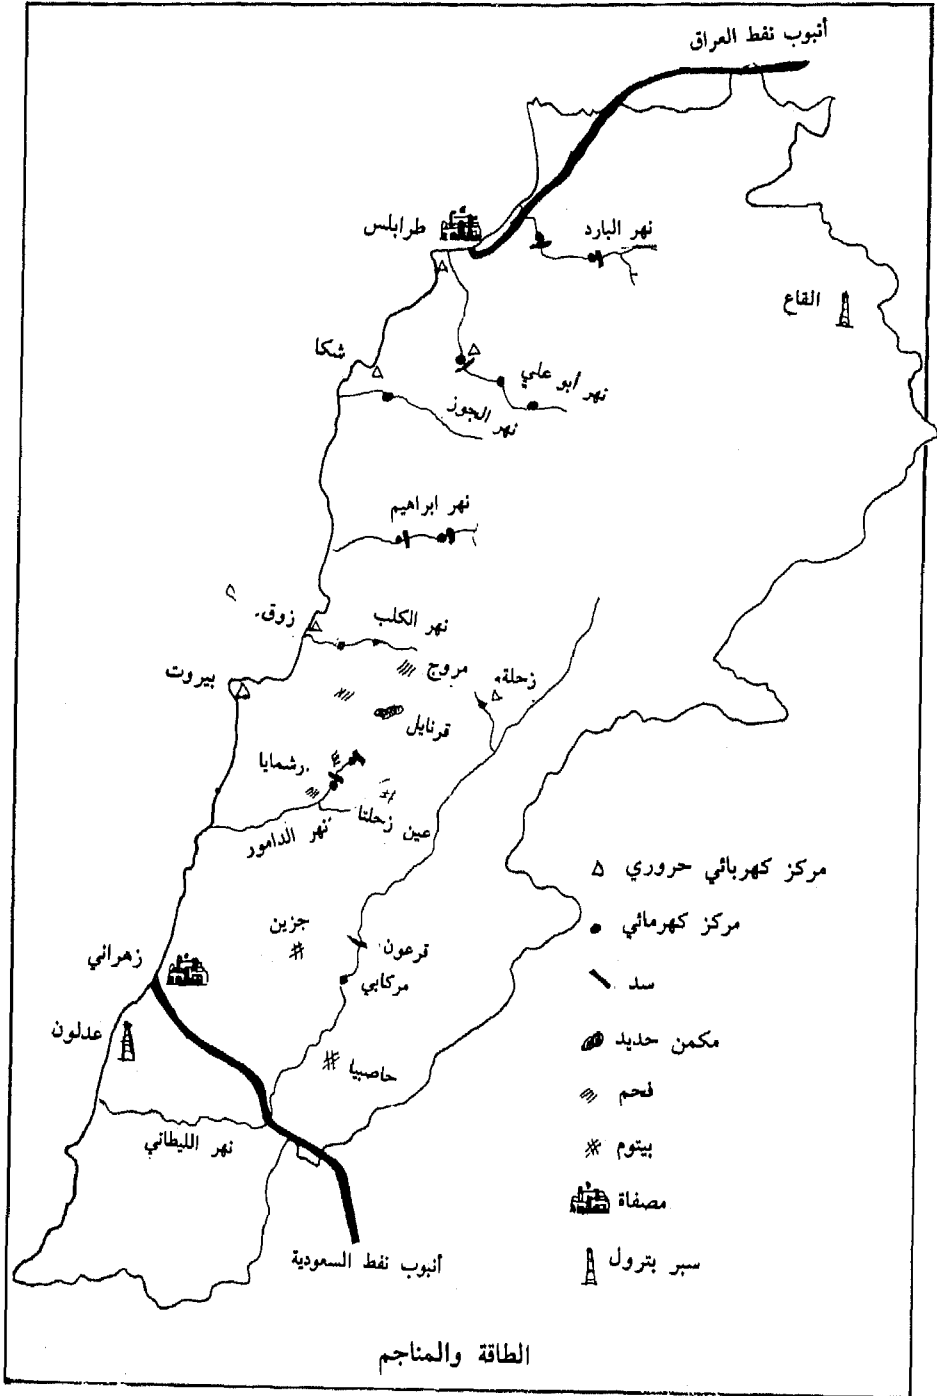 أنبوب نفط العراق
طرابلس
نهر البارد
القاع
شكا
نهر أبو علي
نهر الجوز
نهر ابراهيم
زوق
نهر الكلب
مروج
زحلة
بيروت
قرنايل
رشمايا
عين زحلتا
نهر الدامور
مركز كهربائي حروري
مركز كهرمائي
جزين
قرعون
زهراني
مركابي
سد
عدلون
مكمن حديد
حاصبيا
فحم
نهر الليطاني
بيتوم
مصفاة
أنبوب نفط السعودية
سبر بترول
الطاقة والمناجم